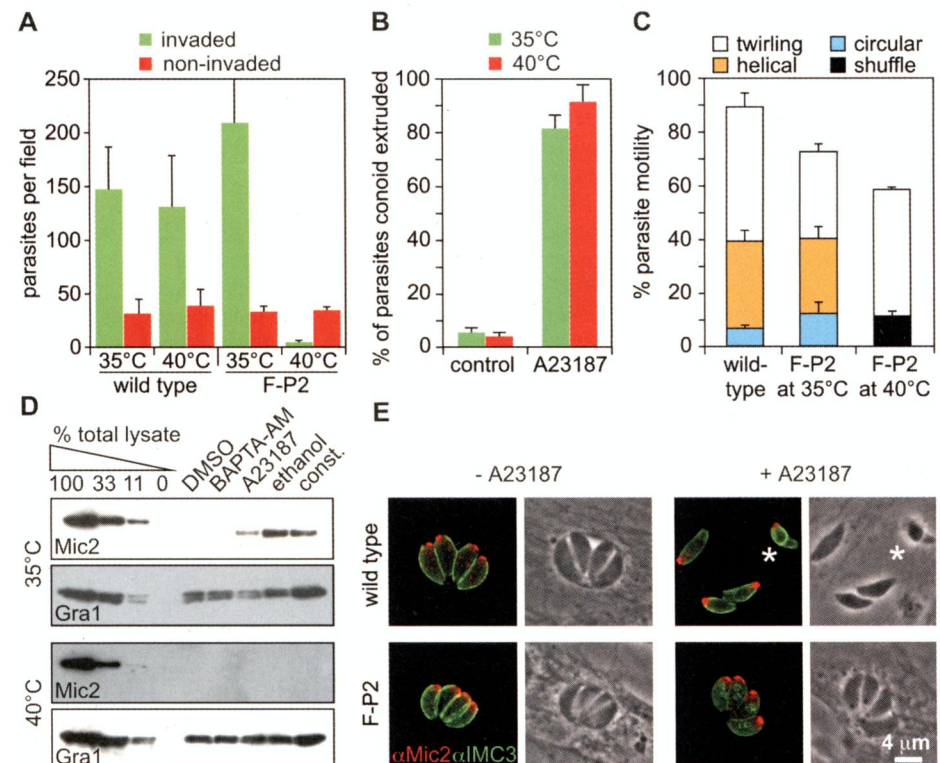 A
invaded
non-invaded
parasites per field
250
200
150
100
50
0
35°C 40°C 35°C 40°C
wild type F-P2
B
35°C
40°C
% of parasites conoid extruded
100
80
60
40
20
0
control A23187
C
twirling circular
helical shuffle
% parasite motility
100
80
60
40
20
0
wild-type F-P2 at 35°C F-P2 at 40°C
D
% total lysate
100 33 11 0
DMSO
BAPTA-AM
A23187
ethanol
const.
35°C
Mic2
Gra1
40°C
Mic2
Gra1
E
- A23187 + A23187
wild type
* *
F-P2
αMic2 αIMC3
4 μm